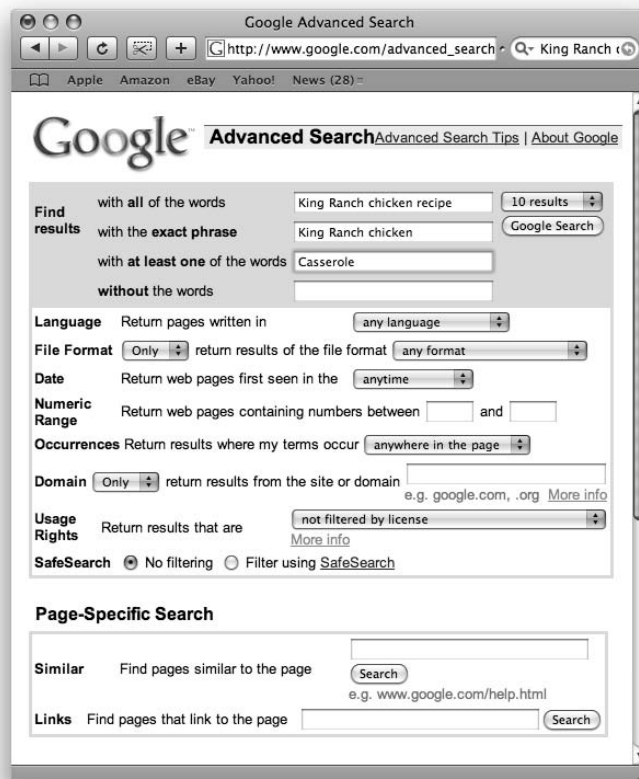 Google Advanced Search
http://www.google.com/advanced_search King Ranch
Apple Amazon eBay Yahoo! News (28)
Google™ Advanced Search Advanced Search Tips | About Google
Find results
with all of the words King Ranch chicken recipe 10 results
with the exact phrase King Ranch chicken Google Search
with at least one of the words Casserole
without the words
Language Return pages written in any language
File Format Only return results of the file format any format
Date Return web pages first seen in the anytime
Numeric Range Return web pages containing numbers between and
Occurrences Return results where my terms occur anywhere in the page
Domain Only return results from the site or domain
e.g. google.com, .org More info
Usage Rights Return results that are not filtered by license
More info
SafeSearch No filtering Filter using SafeSearch
Page-Specific Search
Similar Find pages similar to the page
Search
e.g. www.google.com/help.html
Links Find pages that link to the page Search